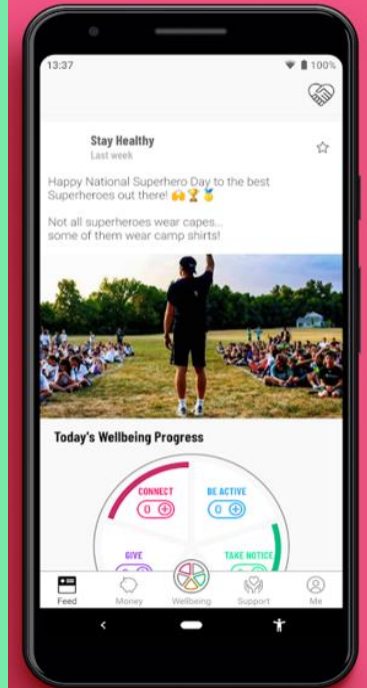 13:37
100%
Stay Healthy
Last week
Happy National Superhero Day to the best
Superheroes out there! 🙌🏆🥇
Not all superheroes wear capes...
some of them wear camp shirts!
Today's Wellbeing Progress
CONNECT
BE ACTIVE
0
0
GIVE
TAKE NOTICE
Feed
Money
Wellbeing
Support
Me